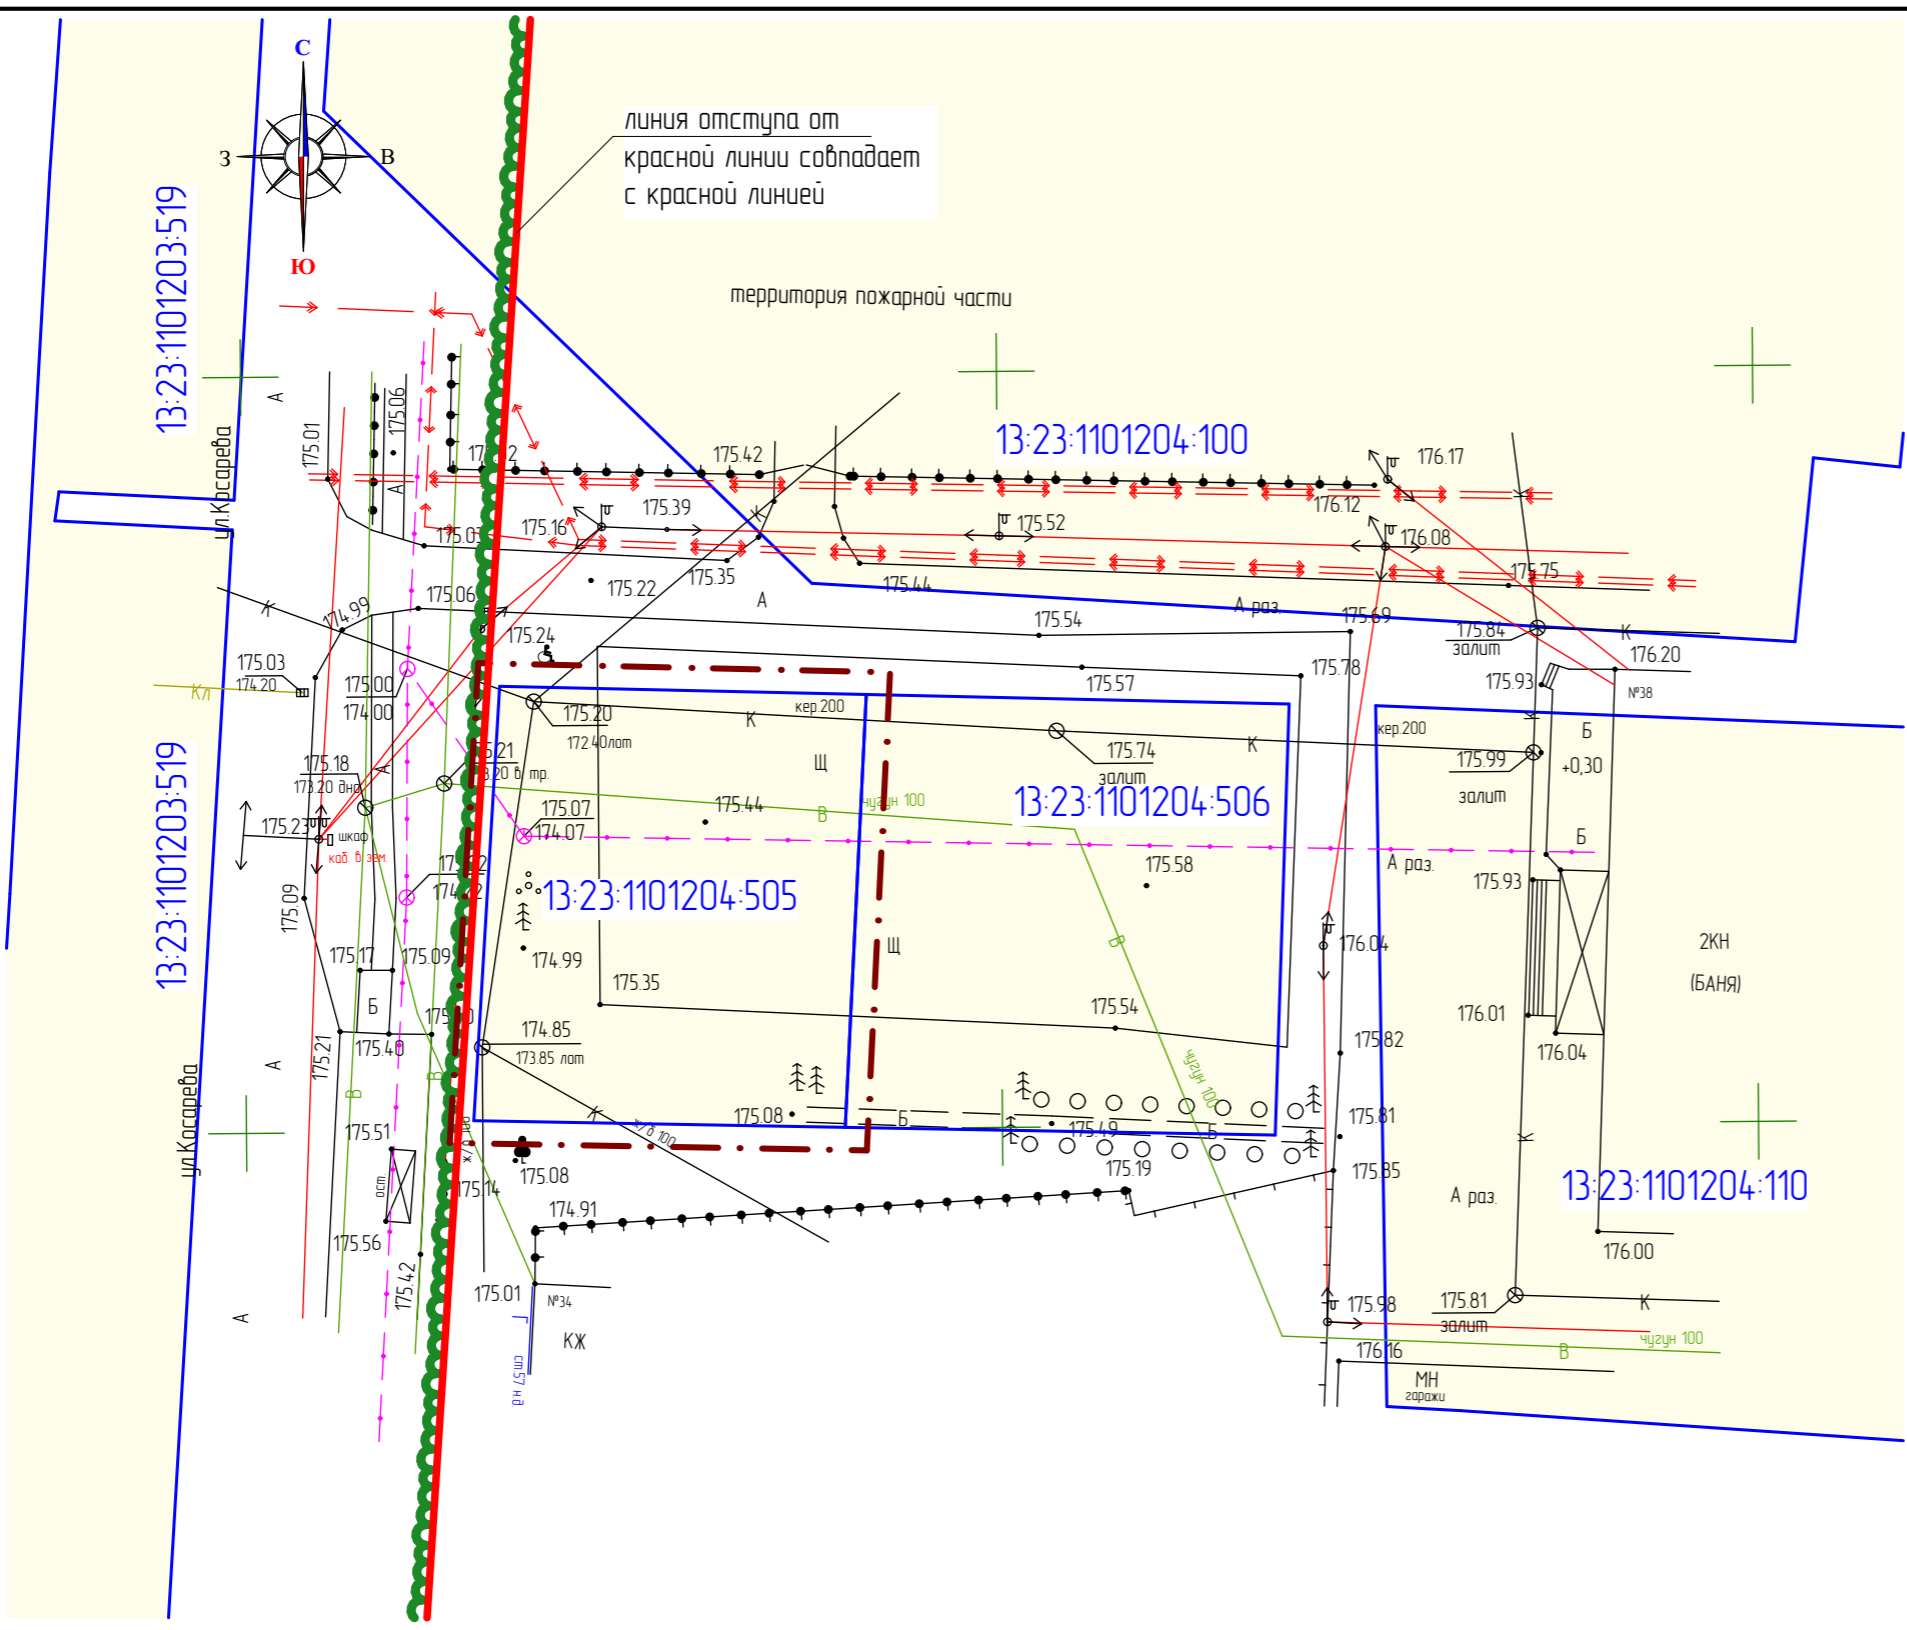 С
З
В
Ю
линия отступа от
красной линии совпадает
с красной линией
территория пожарной части
13:23:1101203:519
ул.Косарева
А
175.01
175.06
А
175.42
13:23:1101204:100
176.17
176.12
175.39
175.16
175.52
176.08
К
К
175.35
175.22
175.44
175.75
А
А раз.
К
174.99
175.06
175.24
175.54
175.69
175.84
залит
К
176.20
№38
175.03
174.20
Кл
175.00
174.00
175.20
172.40лот
К
кер.200
175.57
175.78
175.93
К
175.74
залит
К
кер.200
175.99
залит
Б
+0,30
Щ
175.18
А
175.23
шкаф
каб. в зем.
175.07
174.07
175.44
В
чугун 100
13:23:1101204:506
175.58
А раз.
175.93
Б
13:23:1101203:519
13:23:1101204:505
175.09
174.99
Щ
В
176.04
2КН
(БАНЯ)
175.17
175.09
Б
175.35
175.54
176.01
176.04
175.21
175.40
174.85
173.85 лот
175.82
А
ул.Косарева
В
В
чугун 100
К
ж/б 100
175.08
Б
175.49
Б
175.81
К
175.51
ост.
175.14
175.08
175.19
175.85
А раз.
13:23:1101204:110
175.56
175.42
174.91
176.00
175.01
№34
КЖ
Г
ст.57 н.д.
А
175.98
175.81
залит
К
чугун 100
В
176.16
МН
гаражи